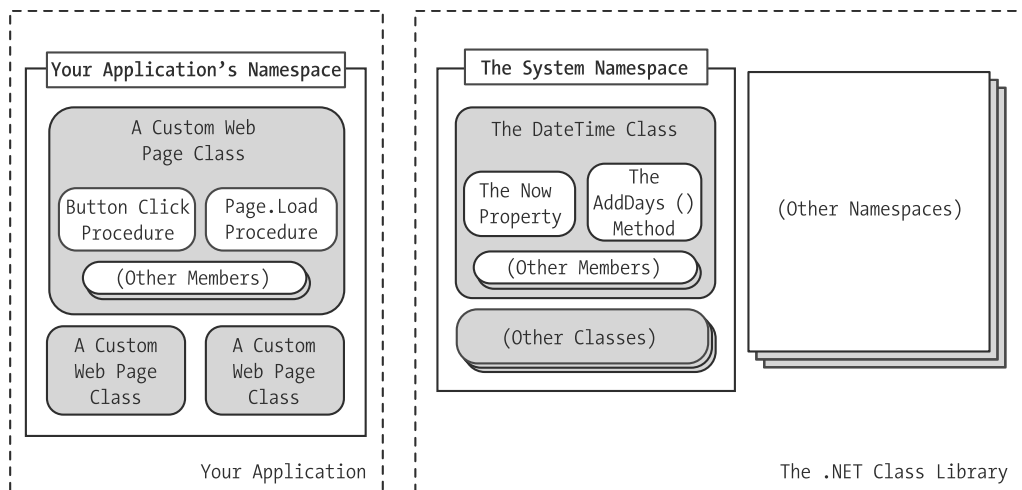 Your Application's Namespace
A Custom Web
Page Class
Button Click
Procedure
Page.Load
Procedure
(Other Members)
A Custom
Web Page
Class
A Custom
Web Page
Class
Your Application
The System Namespace
The DateTime Class
The Now
Property
The
AddDays ()
Method
(Other Members)
(Other Classes)
(Other Namespaces)
The .NET Class Library